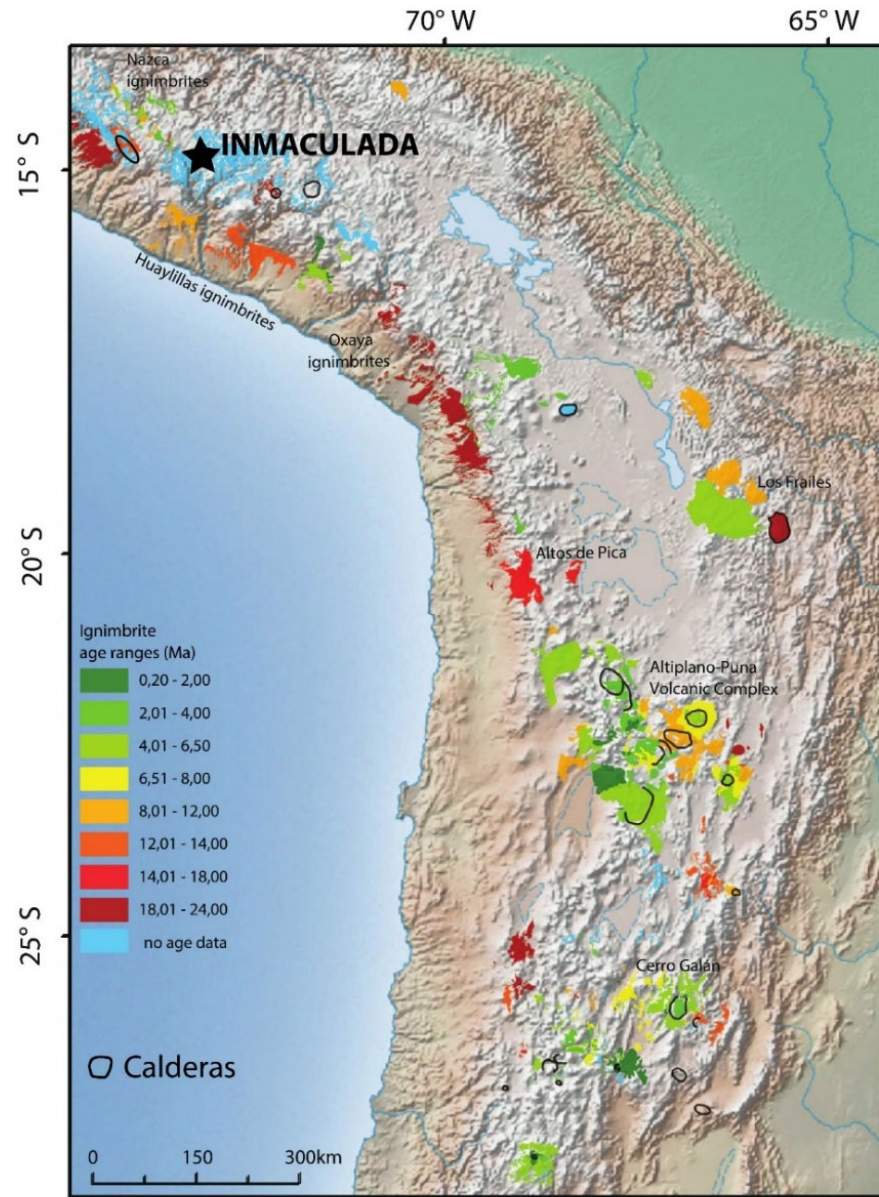 70° W
65° W
Nazca
ignimbrites
INMACULADA
15° S
Huaylillas ignimbrites
Oxaya
ignimbrites
Los Frailes
20° S
Altos de Pica
Ignimbrite
age ranges (Ma)
0,20 - 2,00
2,01 - 4,00
4,01 - 6,50
6,51 - 8,00
8,01 - 12,00
12,01 - 14,00
14,01 - 18,00
18,01 - 24,00
no age data
Altiplano-Puna
Volcanic Complex
25° S
Cerro Galán
Calderas
0
150
300km